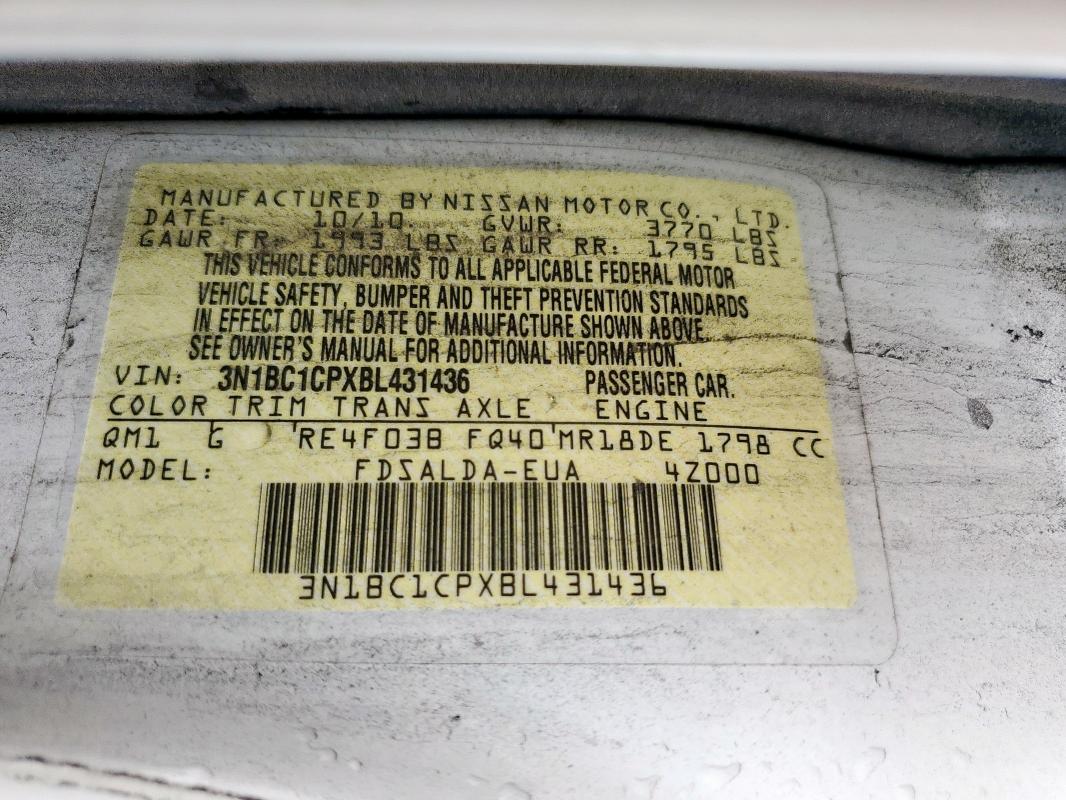 MANUFACTURED BY NISSAN MOTOR CO., LTD.
DATE: 10/10. GVWR: 3770 LBS
GAWR FR: 1993 LBS GAWR RR: 1795 LBS
THIS VEHICLE CONFORMS TO ALL APPLICABLE FEDERAL MOTOR
VEHICLE SAFETY, BUMPER AND THEFT PREVENTION STANDARDS
IN EFFECT ON THE DATE OF MANUFACTURE SHOWN ABOVE.
SEE OWNER'S MANUAL FOR ADDITIONAL INFORMATION.
VIN: 3N1BC1CPXBL431436 PASSENGER CAR.
COLOR TRIM TRANS AXLE ENGINE
QM1 G RE4F03B FQ40 MR18DE 1798 CC
MODEL: FDSALDA-EUA 4Z000
3N1BC1CPXBL431436